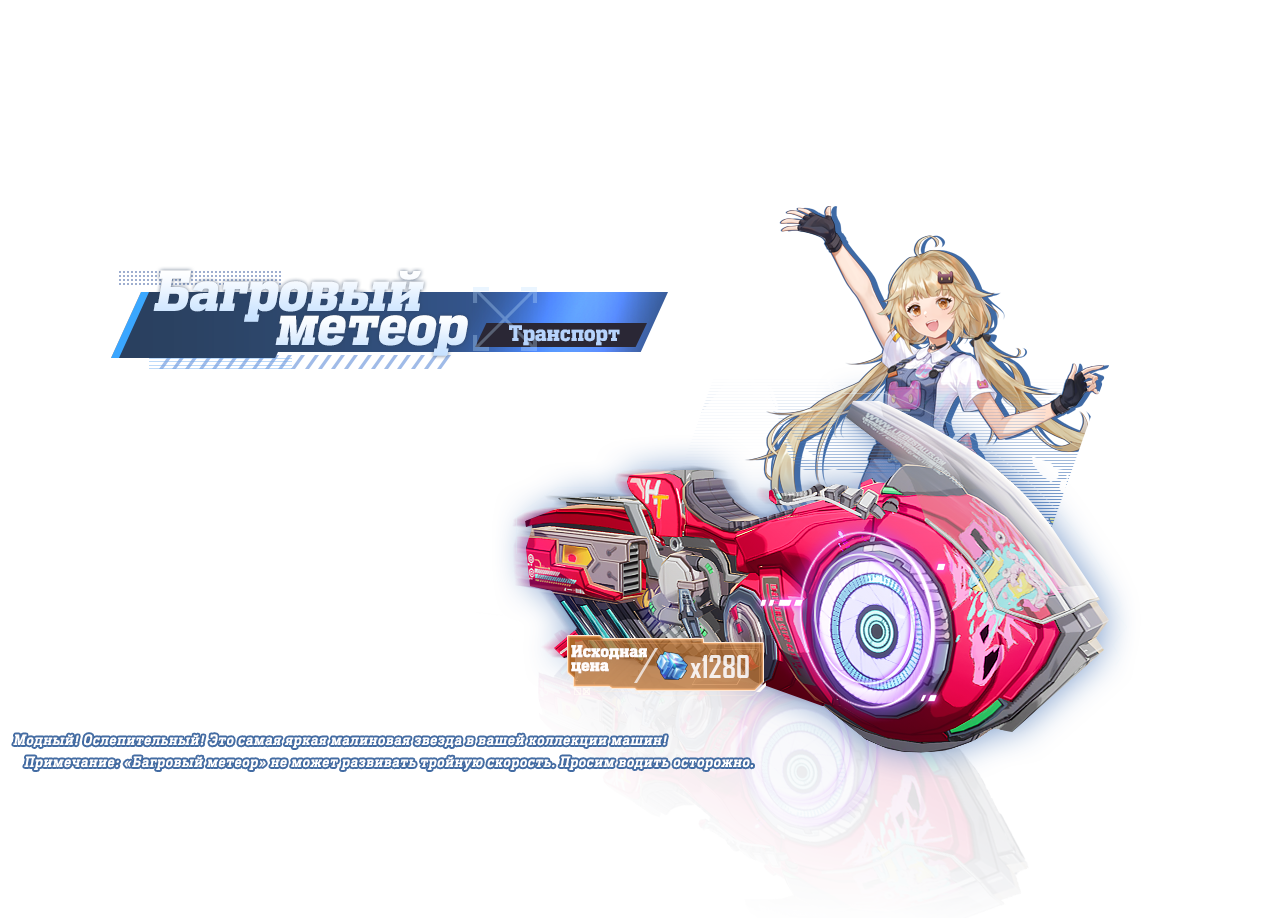 Багровый
метеор
Транспорт
HT
Исходная
цена
x1280
Модный! Ослепительный! Это самая яркая малиновая звезда в вашей коллекции машин!
Примечание: «Багровый метеор» не может развивать тройную скорость. Просим водить осторожно.